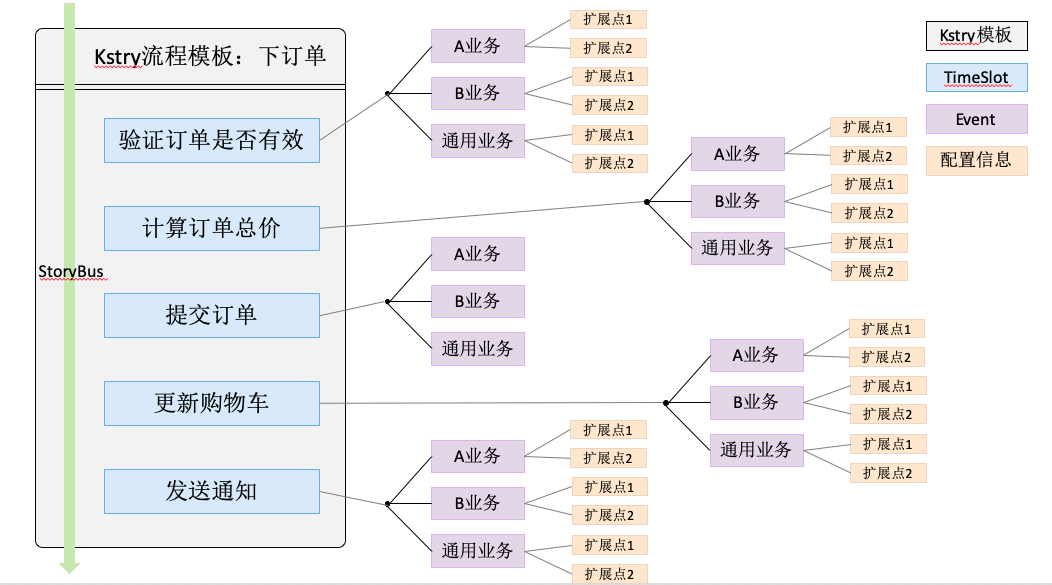 Kstry流程模板：下订单
StoryBus
验证订单是否有效
A业务
扩展点1
扩展点2
B业务
扩展点1
扩展点2
通用业务
扩展点1
扩展点2
计算订单总价
A业务
扩展点1
扩展点2
B业务
扩展点1
扩展点2
通用业务
扩展点1
扩展点2
提交订单
A业务
B业务
通用业务
更新购物车
A业务
扩展点1
扩展点2
B业务
扩展点1
扩展点2
通用业务
扩展点1
扩展点2
发送通知
A业务
扩展点1
扩展点2
B业务
扩展点1
扩展点2
通用业务
扩展点1
扩展点2
Kstry模板
TimeSlot
Event
配置信息